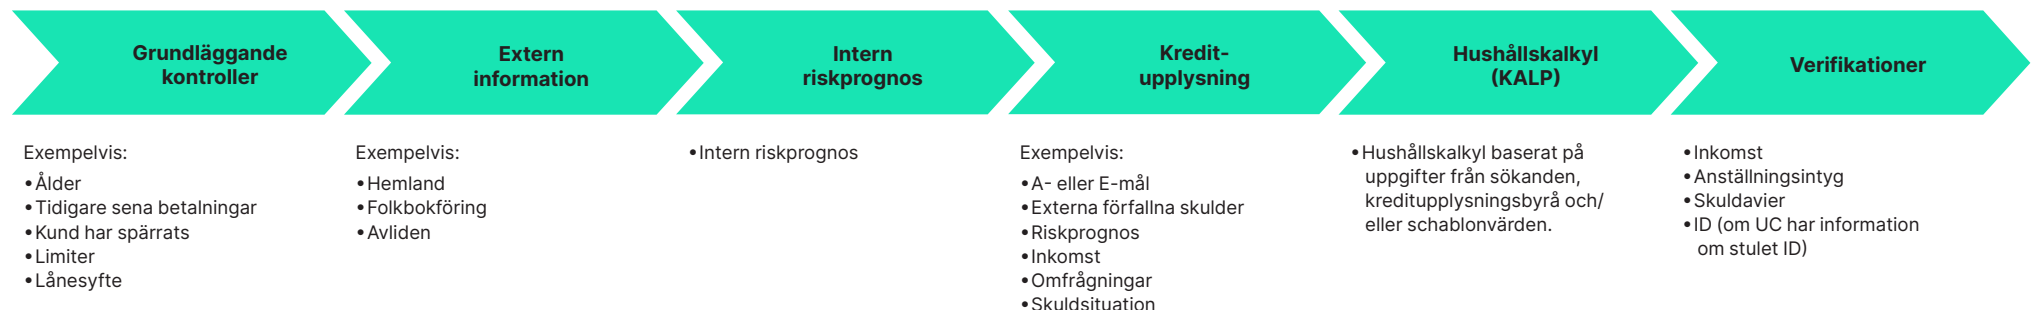 Grundläggande
kontroller
Extern
information
Intern
riskprognos
Kredit-
upplysning
Hushållskalkyl
(KALP)
Verifikationer
Exempelvis:
•Ålder
•Tidigare sena betalningar
•Kund har spärrats
•Limiter
•Lånesyfte
Exempelvis:
•Hemland
•Folkbokföring
•Avliden
•Intern riskprognos
Exempelvis:
•A- eller E-mål
•Externa förfallna skulder
•Riskprognos
•Inkomst
•Omfrågningar
•Skuldsituation
•Hushållskalkyl baserat på
uppgifter från sökanden,
kreditupplysningsbyrå och/
eller schablonvärden.
•Inkomst
•Anställningsintyg
•Skuldavier
•ID (om UC har information
om stulet ID)